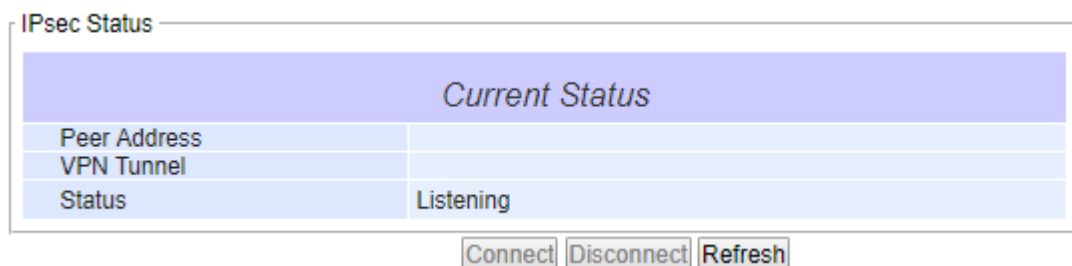 IPsec Status
Current Status
Peer Address
VPN Tunnel
Status Listening
Connect Disconnect Refresh